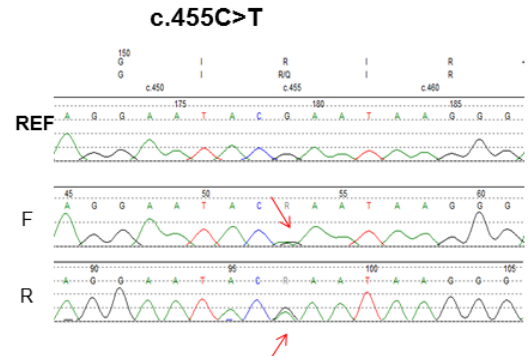 c.455C>T
150
G I R I R
G I R/Q I R
c.450 c.455 c.460
175 180 185
REF A G G A A T A C G A A T A A G G G
45 50 55 60
F A G G A A T A C R A A T A A G G G
90 95 100 105
R A G G A A T A C R A A T A A G G G